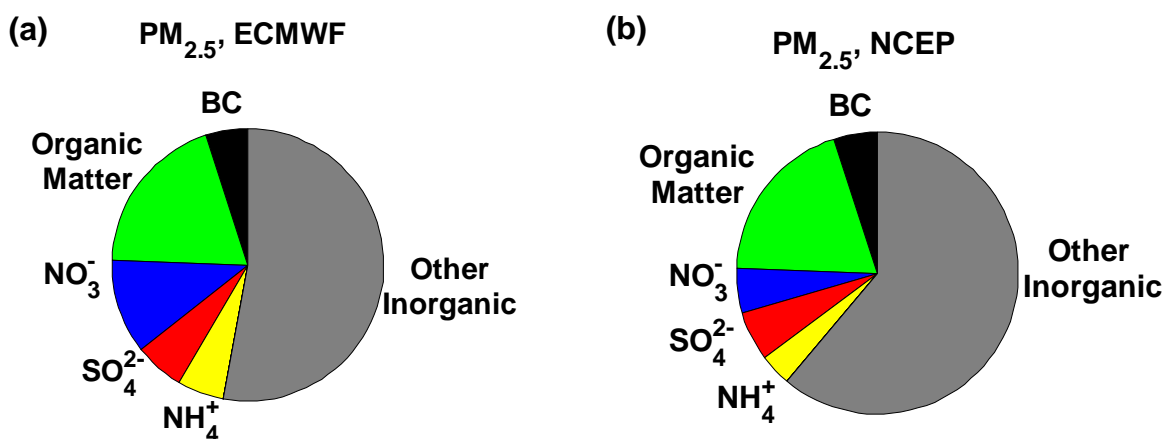 (a)
PM2.5, ECMWF
BC
Organic
Matter
NO3-
SO42-
NH4+
Other
Inorganic
(b)
PM2.5, NCEP
BC
Organic
Matter
NO3-
SO42-
NH4+
Other
Inorganic